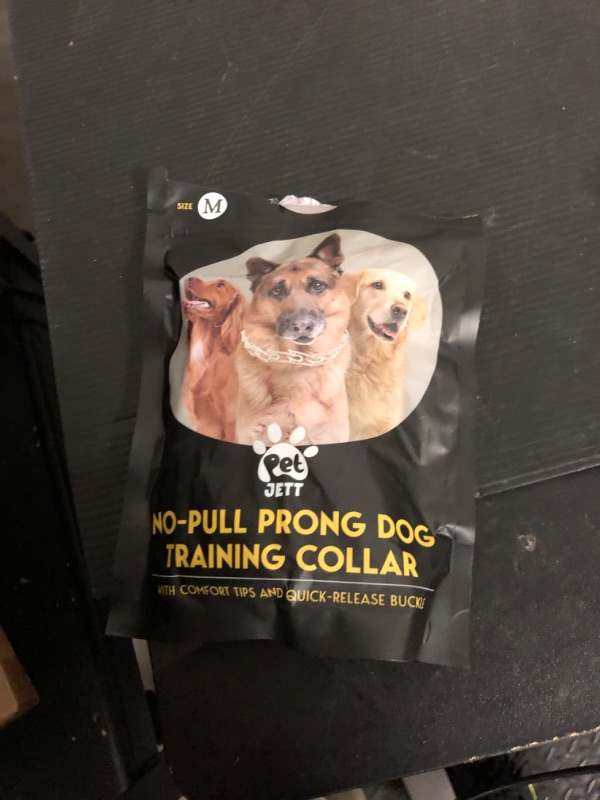 SIZE M
Pet
JETT
NO-PULL PRONG DOG
TRAINING COLLAR
WITH COMFORT TIPS AND QUICK-RELEASE BUCKLE